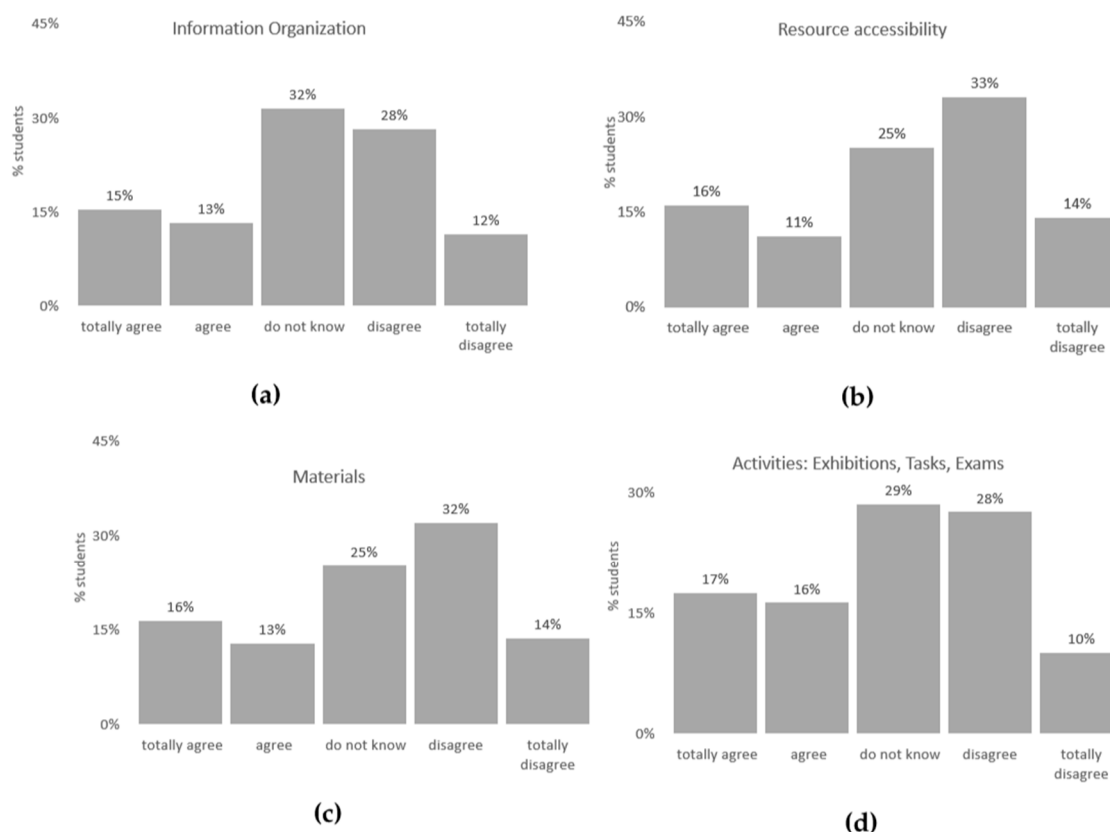 Information Organization
45%
30%
15%
0%
% students
15%
13%
32%
28%
12%
totally agree
agree
do not know
disagree
totally
disagree
(a)
Resource accessibility
45%
30%
15%
0%
% students
16%
11%
25%
33%
14%
totally agree
agree
do not know
disagree
totally
disagree
(b)
Materials
45%
30%
15%
0%
% students
16%
13%
25%
32%
14%
totally agree
agree
do not know
disagree
totally
disagree
(c)
Activities: Exhibitions, Tasks, Exams
30%
15%
0%
% students
17%
16%
29%
28%
10%
totally agree
agree
do not know
disagree
totally
disagree
(d)